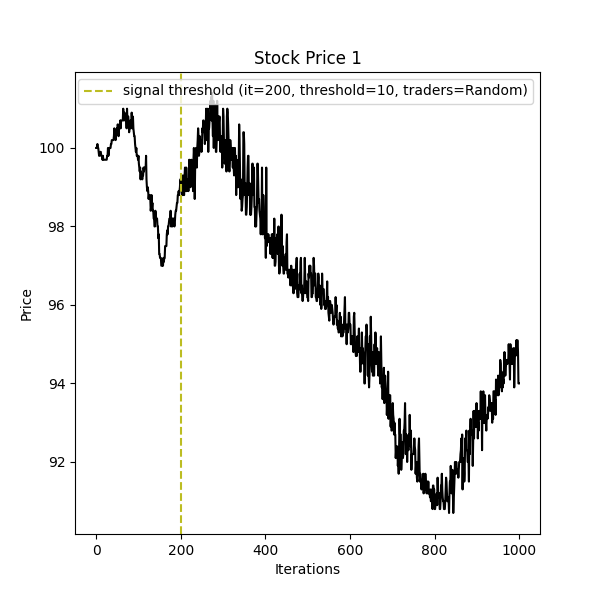 Stock Price 1
signal threshold (it=200, threshold=10, traders=Random)
100
98
96
94
92
Price
0 200 400 600 800 1000
Iterations